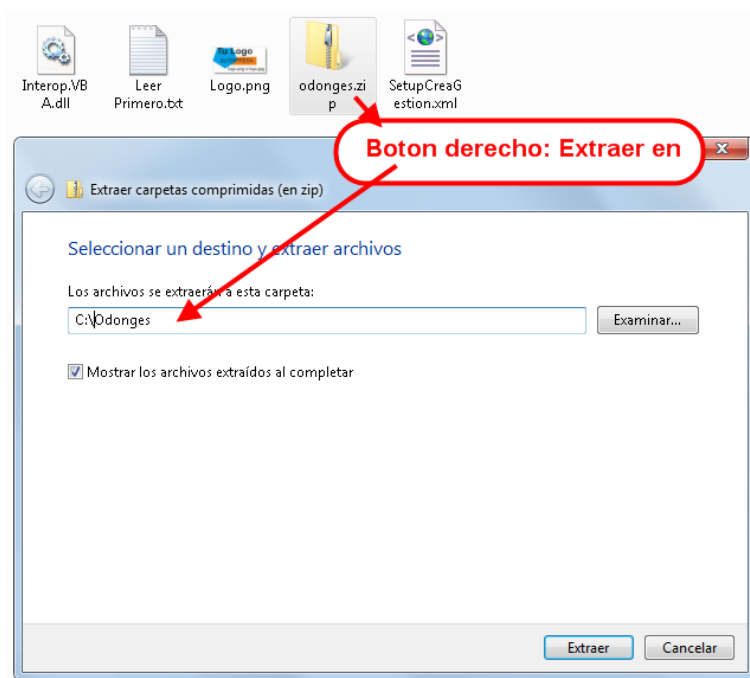 Interop.VB
A.dll
Leer
Primero.txt
Tu Logo
Logo.png
odonges.zi
p
SetupCreaG
estion.xml
Boton derecho: Extraer en
Extraer carpetas comprimidas (en zip)
Seleccionar un destino y extraer archivos
Los archivos se extraerán a esta carpeta:
C:\Odonges
Examinar...
Mostrar los archivos extraídos al completar
Extraer
Cancelar